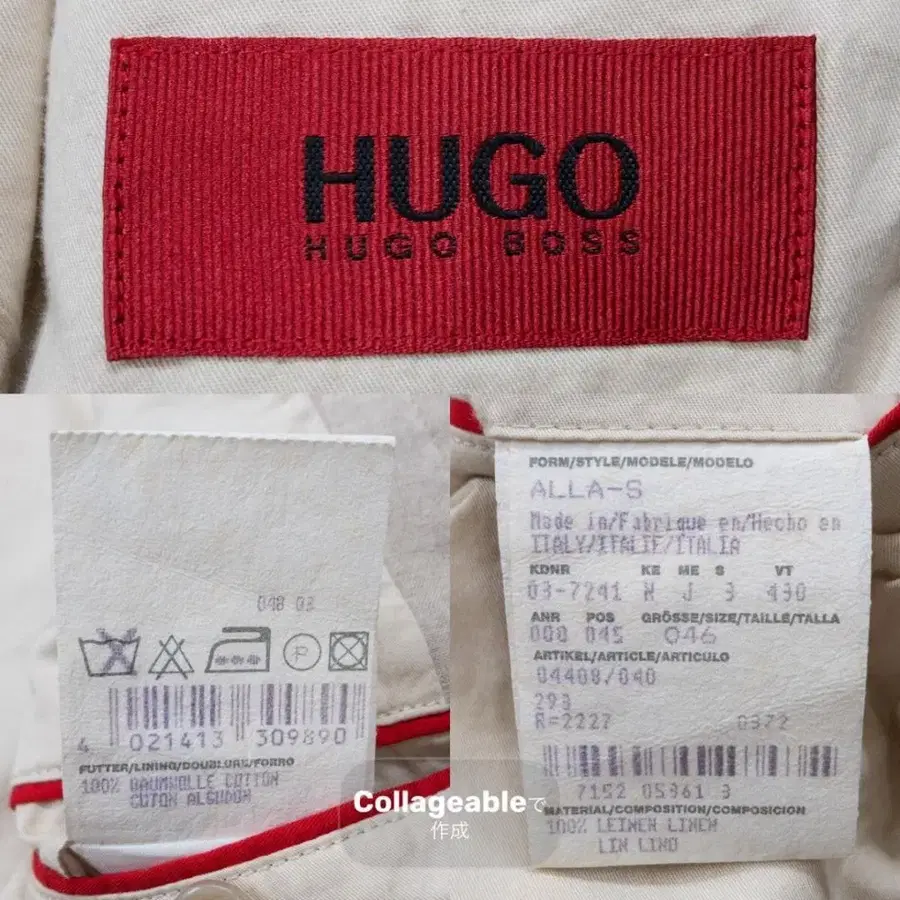 HUGO
HUGO BOSS
048 03
4 021413 309890
FUTTER/LINING/DOUBLURE/FORRO
100% BAUMWOLLE COTTON
COTON ALGODON
FORM/STYLE/MODELE/MODELO
ALLA-S
Made in/Fabrique en/Hecho en
ITALY/ITALIE/ITALIA
KDNR KE ME S VT
03-7241 N J 3 430
ANR POS GRÖSSE/SIZE/TAILLE/TALLA
000 045 046
ARTIKEL/ARTICLE/ARTICULO
04408/040
293
R=2227 0372
7152 05961 3
MATERIAL/COMPOSITION/COMPOSICION
100% LEINEN LINEN
LIN LINO
Collageableで
作成